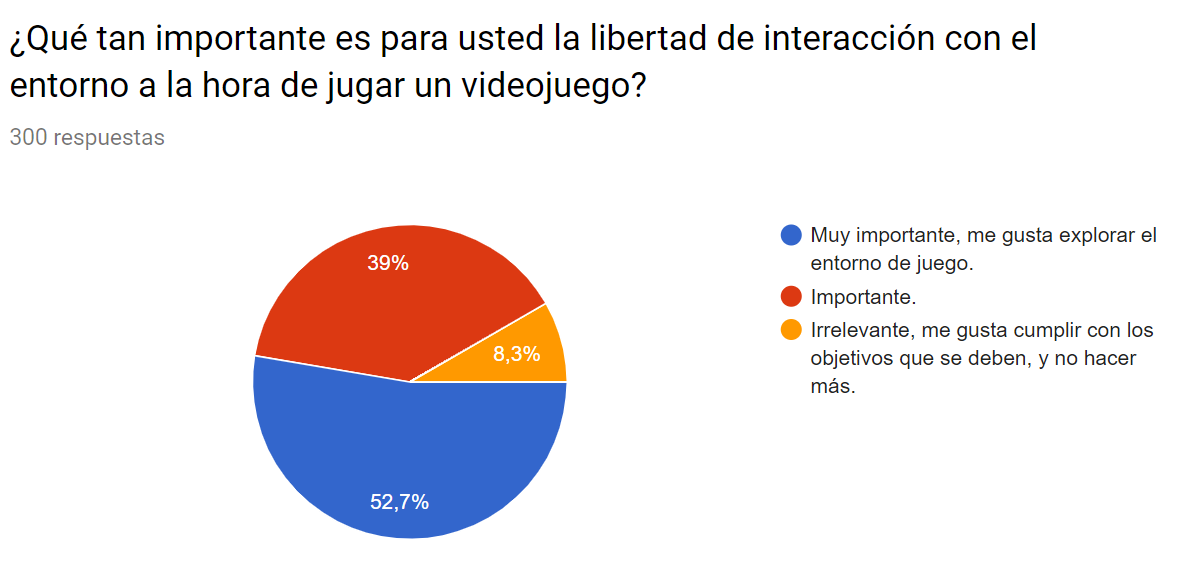 ¿Qué tan importante es para usted la libertad de interacción con el
entorno a la hora de jugar un videojuego?
300 respuestas
39%
8,3%
52,7%
Muy importante, me gusta explorar el
entorno de juego.
Importante.
Irrelevante, me gusta cumplir con los
objetivos que se deben, y no hacer
más.